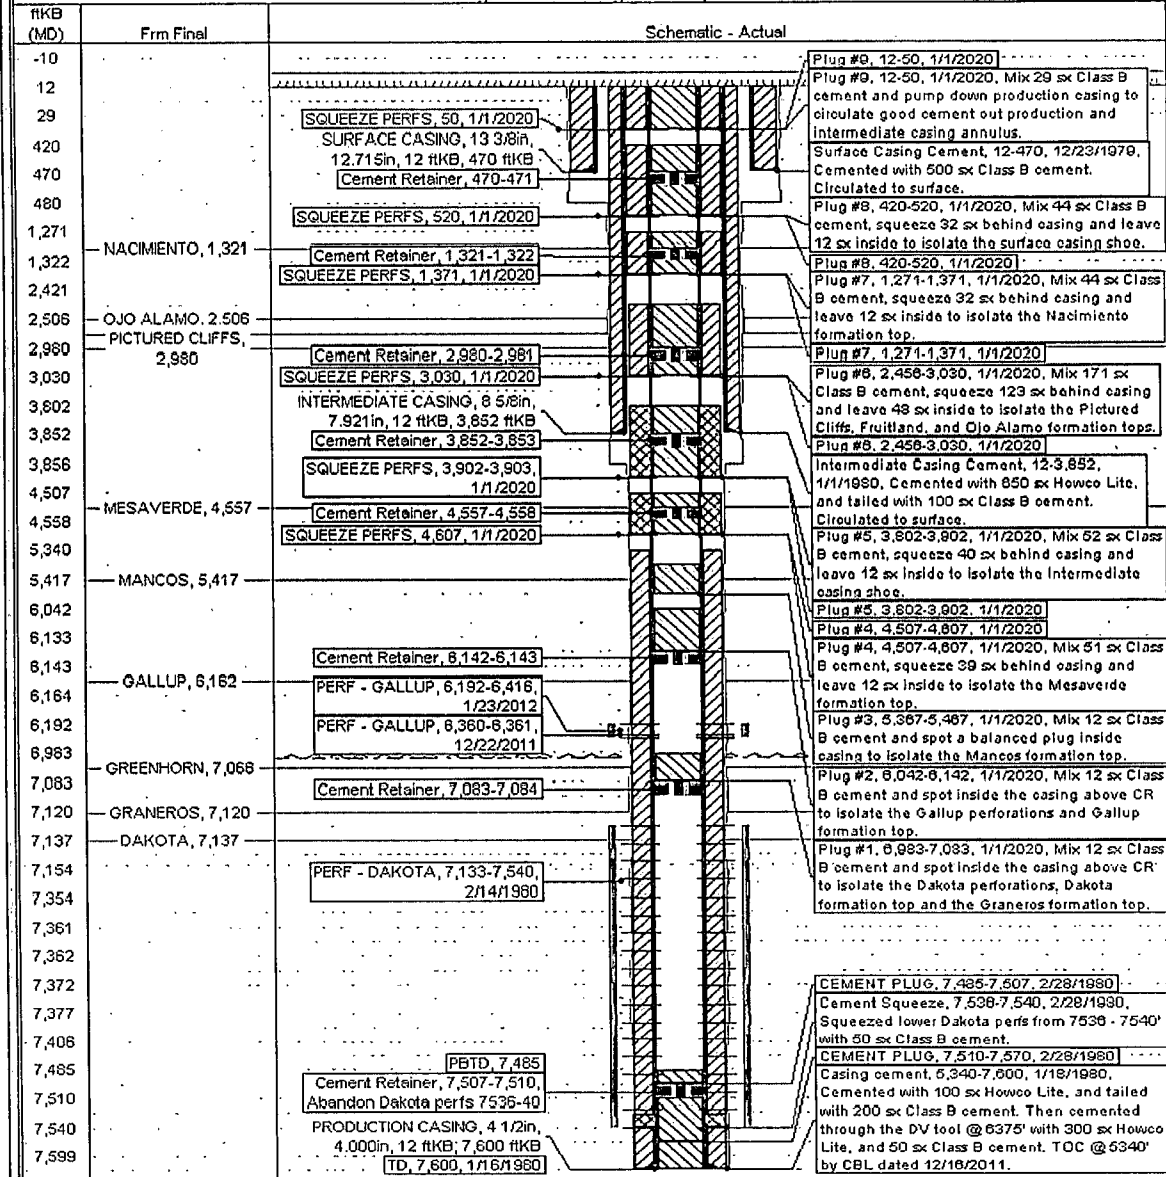 ftKB
(MD)
Frm Final
Schematic - Actual
-10
12
29
420
470
480
1,271
1,322
2,421
2,506
2,980
3,030
3,802
3,852
3,856
4,507
4,558
5,340
5,417
6,042
6,133
6,143
6,164
6,192
6,983
7,083
7,120
7,137
7,154
7,354
7,361
7,362
7,372
7,377
7,406
7,485
7,510
7,540
7,599
NACIMIENTO, 1,321
OJO ALAMO. 2.506
PICTURED CLIFFS,
2,980
MESAVERDE, 4,557
MANCOS, 5,417
GALLUP, 6,162
GREENHORN, 7,066
GRANEROS, 7,120
DAKOTA, 7,137
SQUEEZE PERFS, 50, 1/1/2020
SURFACE CASING, 13 3/8in,
12.715in, 12 ftKB, 470 ftKB
Cement Retainer, 470-471
SQUEEZE PERFS, 520, 1/1/2020
Cement Retainer, 1,321-1,322
SQUEEZE PERFS, 1,371, 1/1/2020
Cement Retainer, 2,980-2,981
SQUEEZE PERFS, 3,030, 1/1/2020
INTERMEDIATE CASING, 8 5/8in,
7.921in, 12 ftKB, 3,852 ftKB
Cement Retainer, 3,852-3,853
SQUEEZE PERFS, 3,902-3,903,
1/1/2020
Cement Retainer, 4,557-4,558
SQUEEZE PERFS, 4,607, 1/1/2020
Cement Retainer, 6,142-6,143
PERF - GALLUP, 6,192-6,416,
1/23/2012
PERF - GALLUP, 6,360-6,361,
12/22/2011
Cement Retainer, 7,083-7,084
PERF - DAKOTA, 7,133-7,540,
2/14/1980
PBTD, 7,485
Cement Retainer, 7,507-7,510,
Abandon Dakota perfs 7536-40
PRODUCTION CASING, 4 1/2in,
4.000in, 12 ftKB, 7,600 ftKB
TD, 7,600, 1/16/1980
Plug #9, 12-50, 1/1/2020
Plug #9, 12-50, 1/1/2020, Mix 29 sx Class B
cement and pump down production casing to
circulate good cement out production and
intermediate casing annulus.
Surface Casing Cement, 12-470, 12/23/1979,
Cemented with 500 sx Class B cement.
Circulated to surface.
Plug #8, 420-520, 1/1/2020, Mix 44 sx Class B
cement, squeeze 32 sx behind casing and leave
12 sx inside to isolate the surface casing shoe.
Plug #8, 420-520, 1/1/2020
Plug #7, 1,271-1,371, 1/1/2020, Mix 44 sx Class
B cement, squeeze 32 sx behind casing and
leave 12 sx inside to isolate the Nacimiento
formation top.
Plug #7, 1,271-1,371, 1/1/2020
Plug #6, 2,456-3,030, 1/1/2020, Mix 171 sx
Class B cement, squeeze 123 sx behind casing
and leave 48 sx inside to isolate the Pictured
Cliffs, Fruitland, and Ojo Alamo formation tops.
Plug #6, 2,456-3,030, 1/1/2020
Intermediate Casing Cement, 12-3,852,
1/1/1980, Cemented with 850 sx Howco Lite,
and tailed with 100 sx Class B cement.
Circulated to surface.
Plug #5, 3,802-3,902, 1/1/2020, Mix 52 sx Class
B cement, squeeze 40 sx behind casing and
leave 12 sx inside to isolate the Intermediate
casing shoe.
Plug #5, 3,802-3,902, 1/1/2020
Plug #4, 4,507-4,607, 1/1/2020
Plug #4, 4,507-4,607, 1/1/2020, Mix 51 sx Class
B cement, squeeze 39 sx behind casing and
leave 12 sx inside to isolate the Mesaverde
formation top.
Plug #3, 5,367-5,467, 1/1/2020, Mix 12 sx Class
B cement and spot a balanced plug inside
casing to isolate the Mancos formation top.
Plug #2, 6,042-6,142, 1/1/2020, Mix 12 sx Class
B cement and spot inside the casing above CR
to isolate the Gallup perforations and Gallup
formation top.
Plug #1, 6,983-7,083, 1/1/2020, Mix 12 sx Class
B cement and spot inside the casing above CR
to isolate the Dakota perforations, Dakota
formation top and the Graneros formation top.
CEMENT PLUG, 7,485-7,507, 2/28/1980
Cement Squeeze, 7,536-7,540, 2/28/1980,
Squeezed lower Dakota perfs from 7536 - 7540'
with 50 sx Class B cement.
CEMENT PLUG, 7,510-7,570, 2/28/1980
Casing cement, 5,340-7,600, 1/18/1980,
Cemented with 100 sx Howco Lite, and tailed
with 200 sx Class B cement. Then cemented
through the DV tool @ 6375' with 300 sx Howco
Lite, and 50 sx Class B cement. TOC @ 5340'
by CBL dated 12/16/2011.